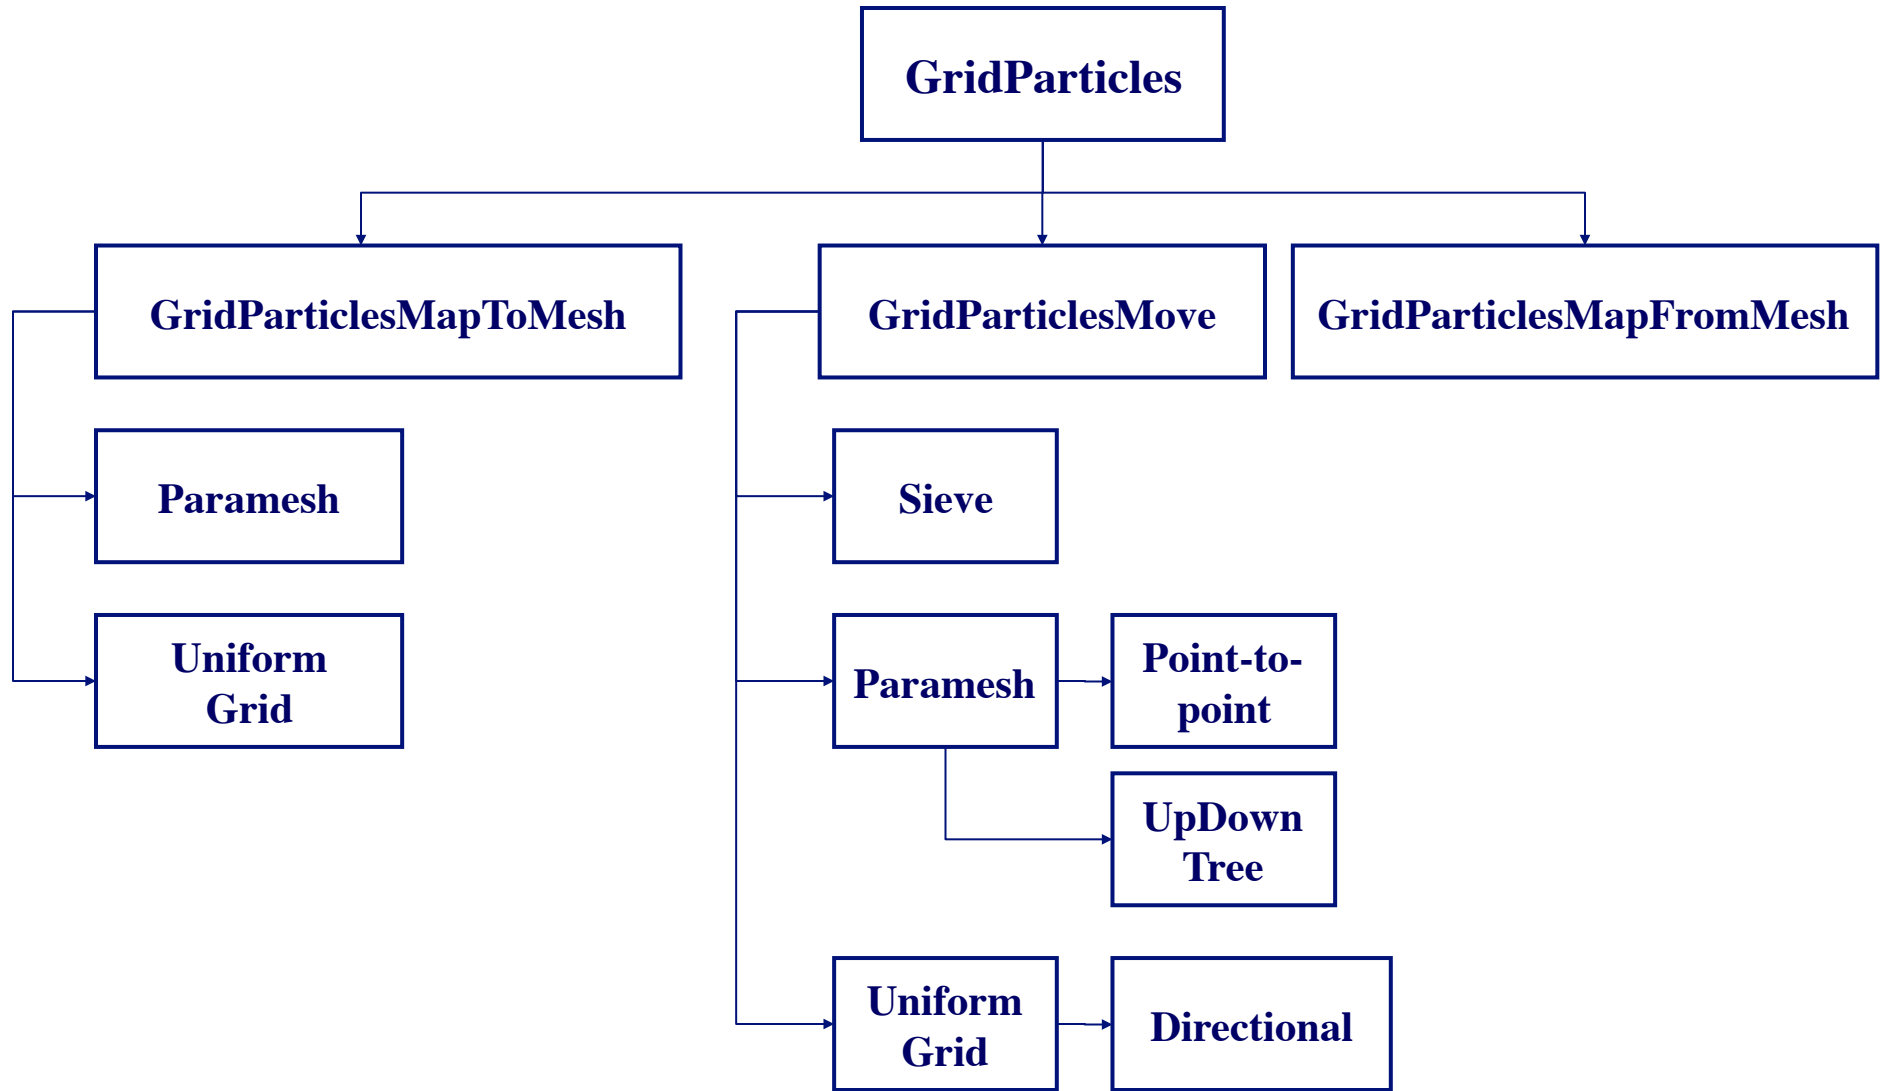 GridParticles
GridParticlesMapToMesh
GridParticlesMove
GridParticlesMapFromMesh
Paramesh
Sieve
Uniform
Grid
Paramesh
Point-to-
point
UpDown
Tree
Uniform
Grid
Directional